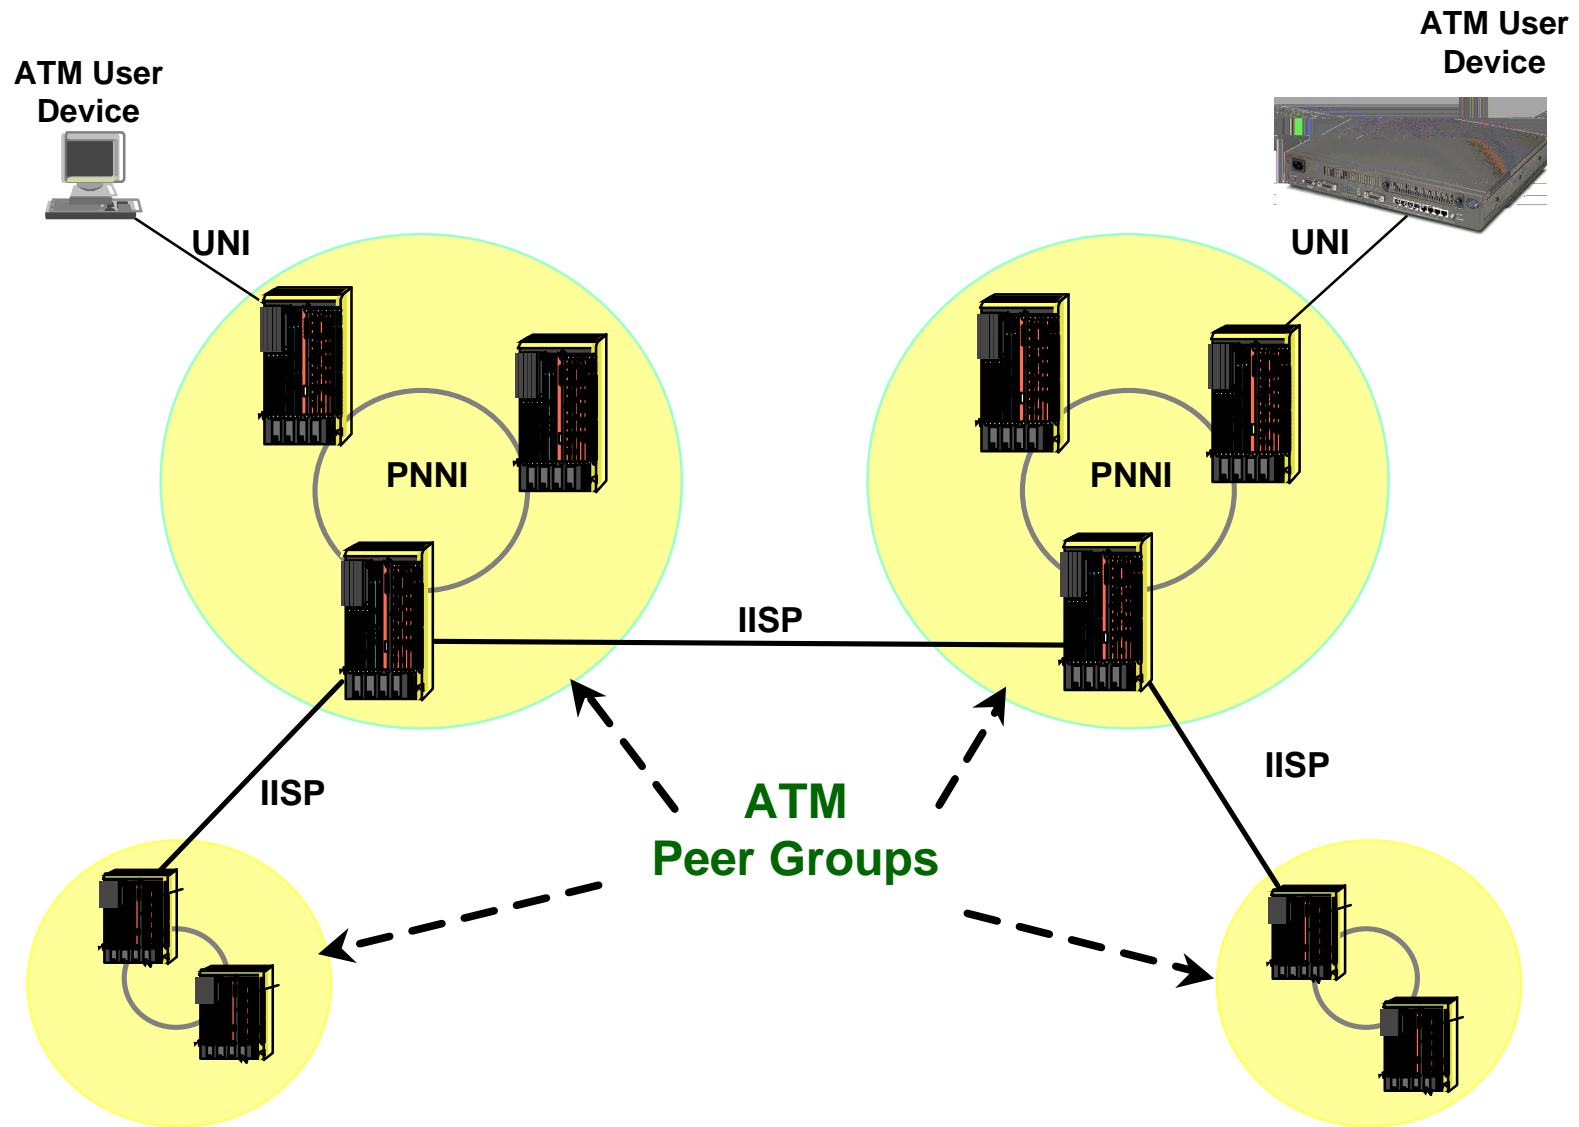 ATM User
Device
ATM User
Device
UNI
UNI
PNNI
PNNI
IISP
IISP
IISP
ATM
Peer Groups